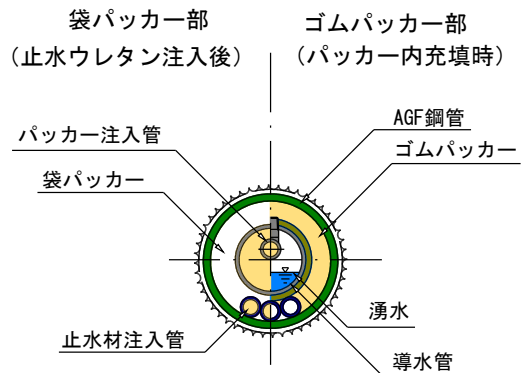 袋パッカー部
(止水ウレタン注入後)
ゴムパッカー部
(パッカー内充填時)
パッカー注入管
袋パッカー
止水材注入管
AGF鋼管
ゴムパッカー
湧水
導水管